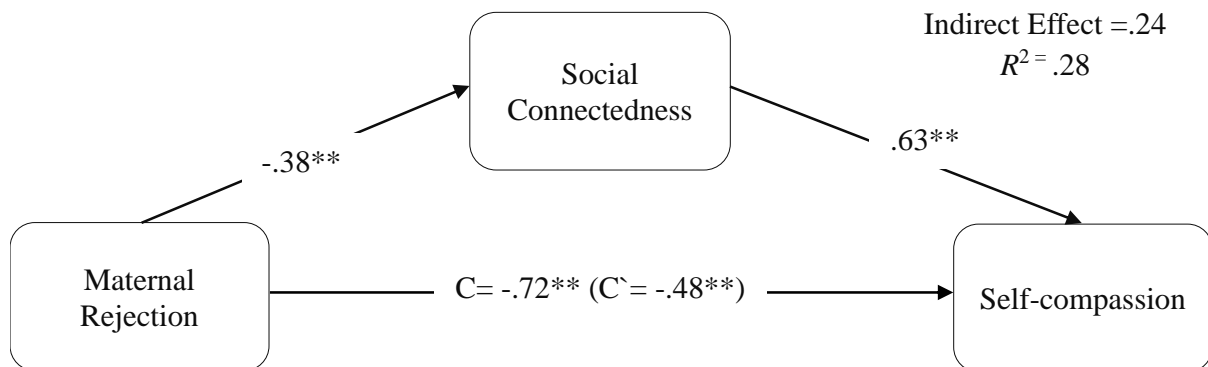 Indirect Effect =.24
R² ⁼ .28
Social
Connectedness
-.38**
.63**
Maternal
Rejection
C= -.72** (C`= -.48**)
Self-compassion